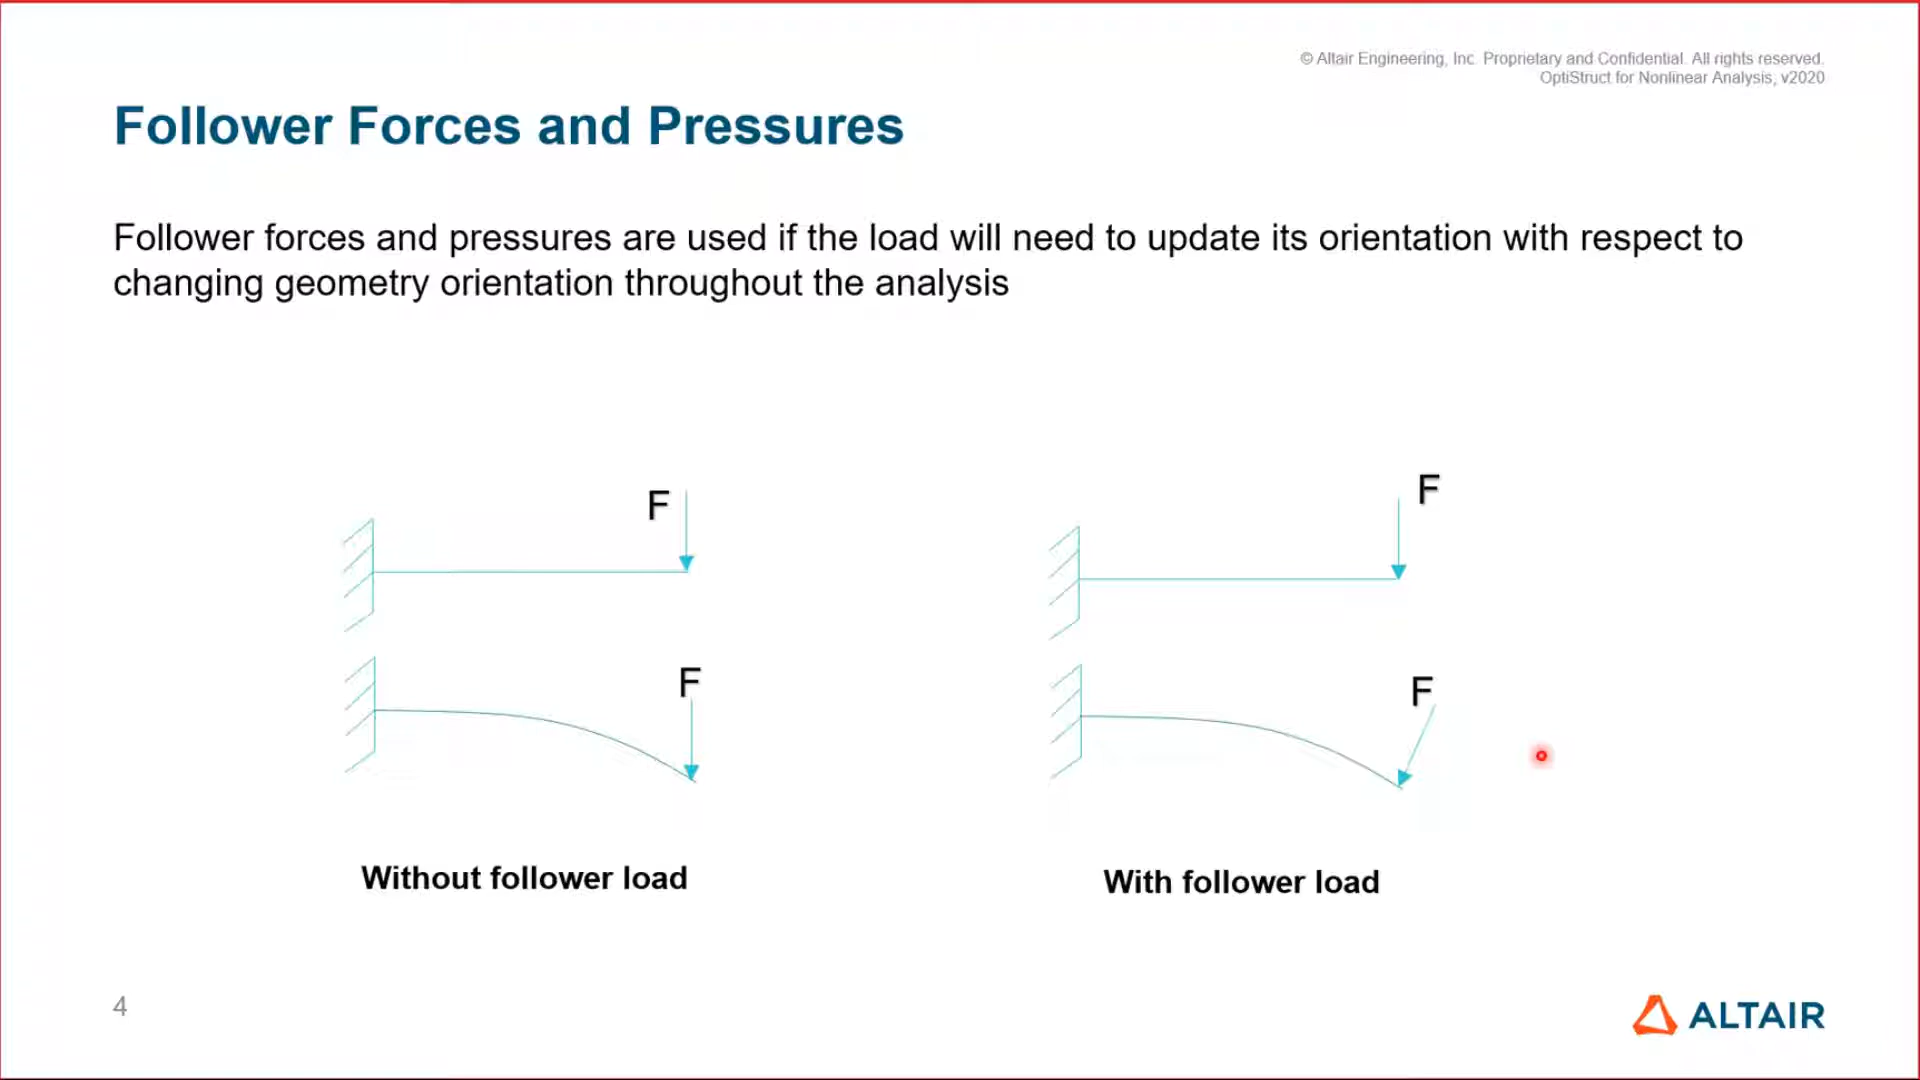 © Altair Engineering, Inc. Proprietary and Confidential. All rights reserved.
OptiStruct for Nonlinear Analysis, v2020
Follower Forces and Pressures
Follower forces and pressures are used if the load will need to update its orientation with respect to
changing geometry orientation throughout the analysis
F
F
F
F
Without follower load
With follower load
4
ALTAIR